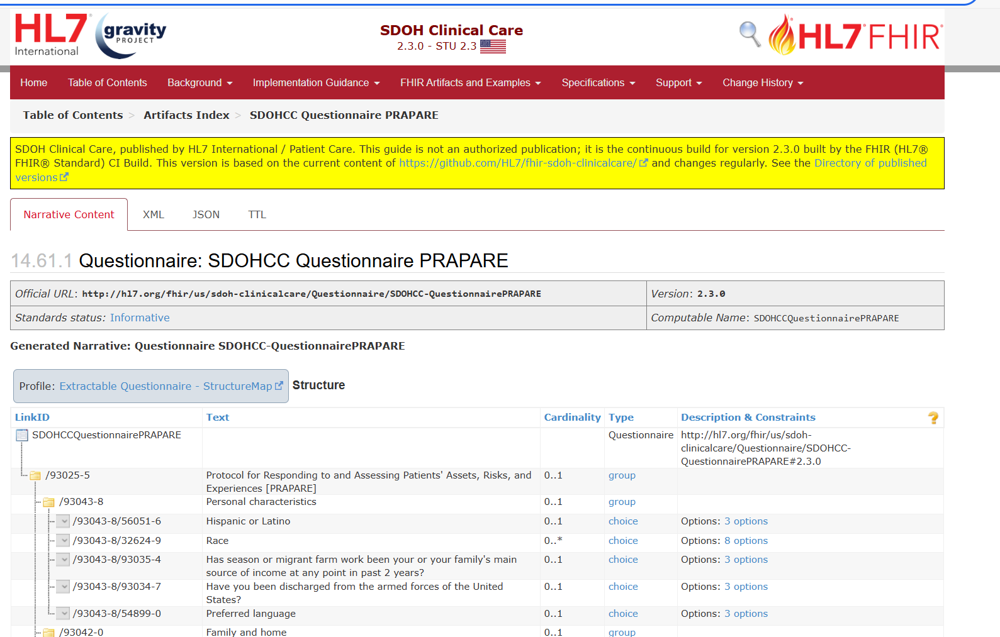 HL7 International
gravity PROJECT
SDOH Clinical Care
2.3.0 - STU 2.3
HL7 FHIR
Home Table of Contents Background Implementation Guidance FHIR Artifacts and Examples Specifications Support Change History
Table of Contents > Artifacts Index > SDOHCC Questionnaire PRAPARE
SDOH Clinical Care, published by HL7 International / Patient Care. This guide is not an authorized publication; it is the continuous build for version 2.3.0 built by the FHIR (HL7®
FHIR® Standard) CI Build. This version is based on the current content of https://github.com/HL7/fhir-sdoh-clinicalcare/ and changes regularly. See the Directory of published
versions
Narrative Content XML JSON TTL
14.61.1 Questionnaire: SDOHCC Questionnaire PRAPARE
Official URL: http://hl7.org/fhir/us/sdoh-clinicalcare/Questionnaire/SDOHCC-QuestionnairePRAPARE Version: 2.3.0
Standards status: Informative Computable Name: SDOHCCQuestionnairePRAPARE
Generated Narrative: Questionnaire SDOHCC-QuestionnairePRAPARE
Profile: Extractable Questionnaire - StructureMap Structure
LinkID Text Cardinality Type Description & Constraints ?
SDOHCCQuestionnairePRAPARE Questionnaire http://hl7.org/fhir/us/sdoh-
clinicalcare/Questionnaire/SDOHCC-
QuestionnairePRAPARE#2.3.0
/93025-5 Protocol for Responding to and Assessing Patients' Assets, Risks, and 0..1 group
Experiences [PRAPARE]
/93043-8 Personal characteristics 0..1 group
/93043-8/56051-6 Hispanic or Latino 0..1 choice Options: 3 options
/93043-8/32624-9 Race 0..* choice Options: 8 options
/93043-8/93035-4 Has season or migrant farm work been your or your family's main 0..1 choice Options: 3 options
source of income at any point in past 2 years?
/93043-8/93034-7 Have you been discharged from the armed forces of the United 0..1 choice Options: 3 options
States?
/93043-8/54899-0 Preferred language 0..1 choice Options: 3 options
/93042-0 Family and home 0..1 group